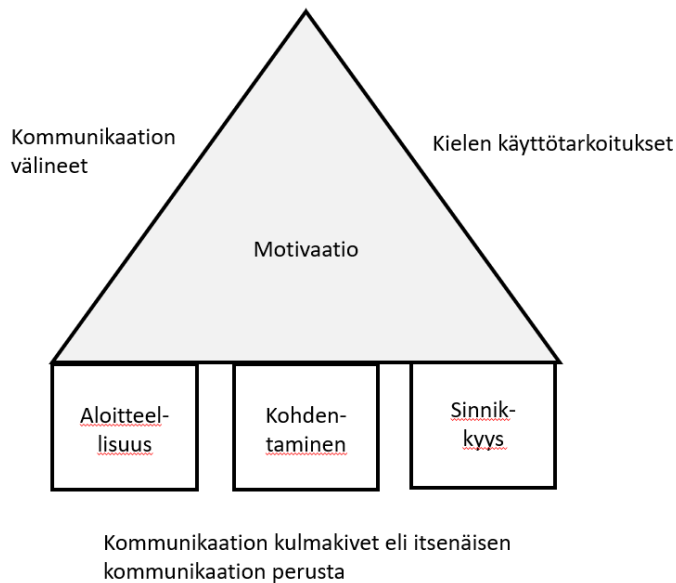 Kommunikaation
välineet
Kielen käyttötarkoitukset
Motivaatio
Aloitteel-
lisuus
Kohden-
taminen
Sinnik-
kyys
Kommunikaation kulmakivet eli itsenäisen
kommunikaation perusta